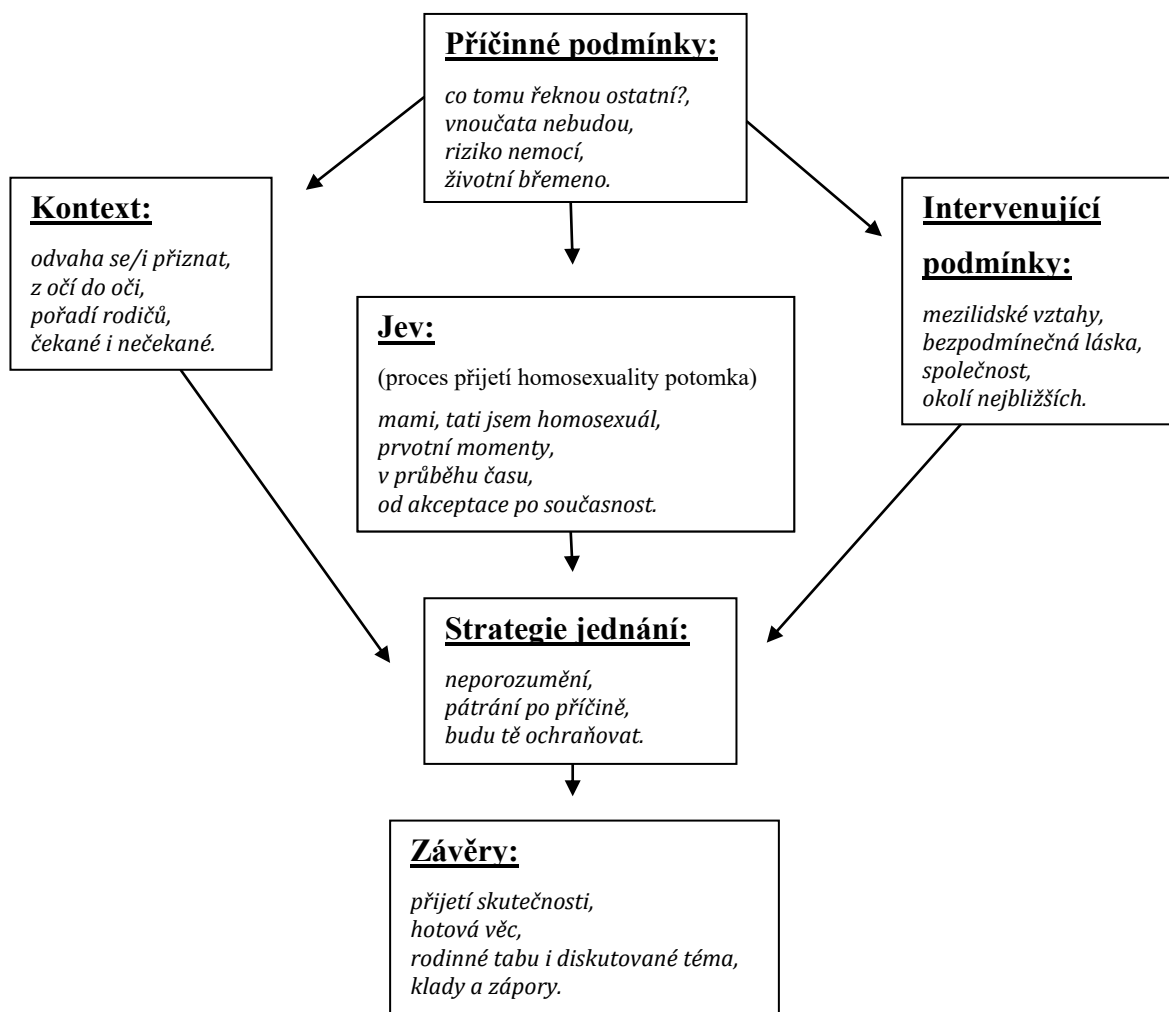 Příčinné podmínky:
co tomu řeknou ostatní?,
vnoučata nebudou,
riziko nemocí,
životní břemeno.
Kontext:
odvaha se/i přiznat,
z očí do oči,
pořadí rodičů,
čekané i nečekané.
Intervenující
podmínky:
mezilidské vztahy,
bezpodmínečná láska,
společnost,
okolí nejbližších.
Jev:
(proces přijetí homosexuality potomka)
mami, tati jsem homosexuál,
prvotní momenty,
v průběhu času,
od akceptace po současnost.
Strategie jednání:
neporozumění,
pátrání po příčině,
budu tě ochraňovat.
Závěry:
přijetí skutečnosti,
hotová věc,
rodinné tabu i diskutované téma,
klady a zápory.